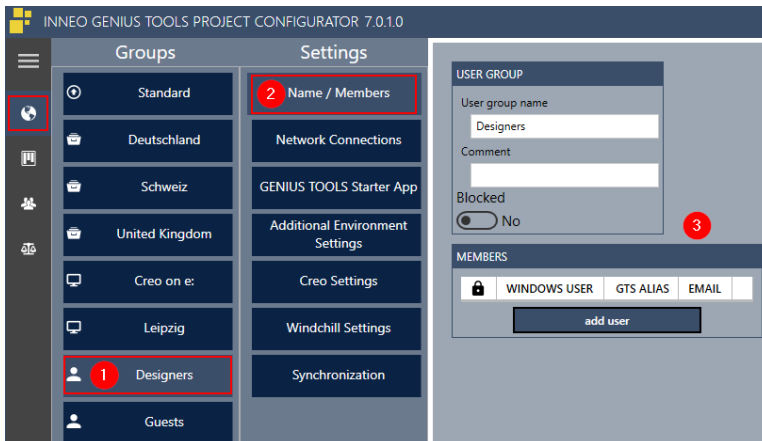 INNEO GENIUS TOOLS PROJECT CONFIGURATOR 7.0.1.0
Groups
Standard
Deutschland
Schweiz
United Kingdom
Creo on e:
Leipzig
1 Designers
Guests
Settings
2 Name / Members
Network Connections
GENIUS TOOLS Starter App
Additional Environment
Settings
Creo Settings
Windchill Settings
Synchronization
USER GROUP
User group name
Designers
Comment
Blocked
No
3
MEMBERS
WINDOWS USER GTS ALIAS EMAIL
add user